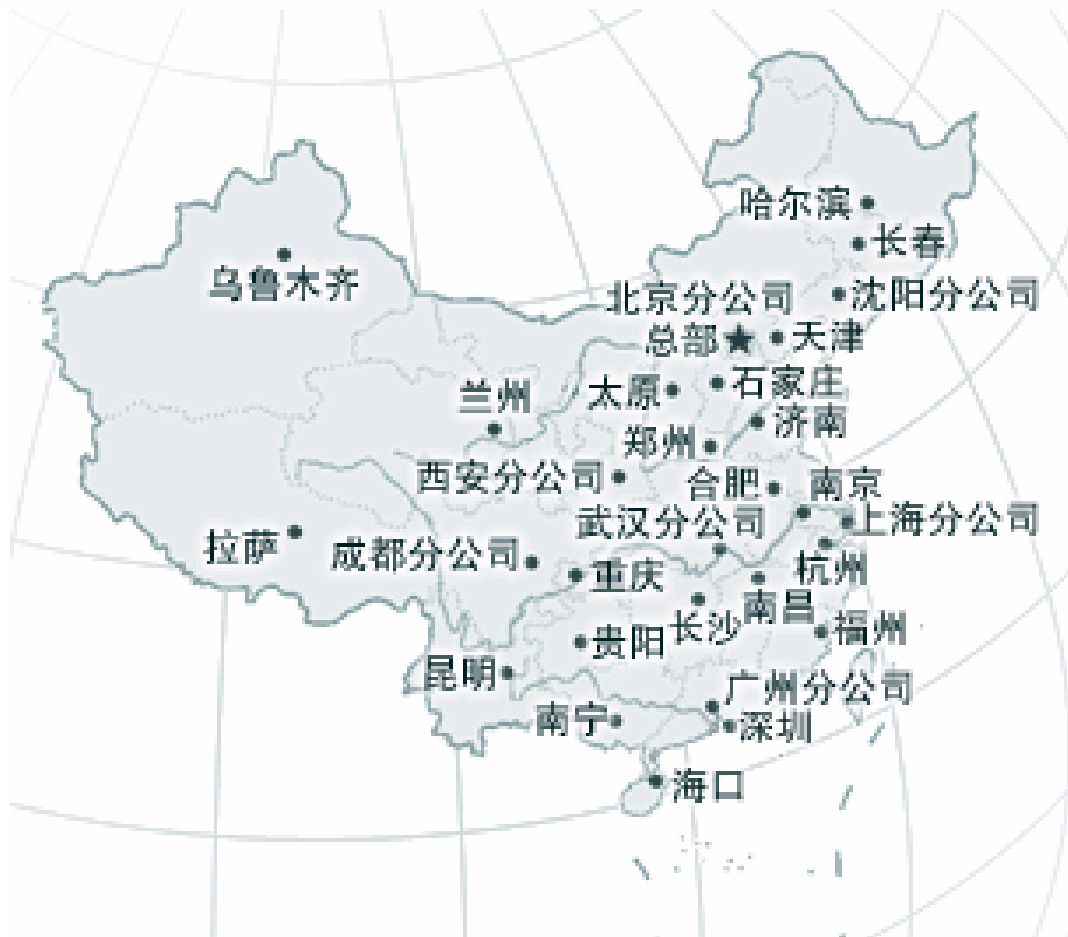 哈尔滨
长春
乌鲁木齐
北京分公司
沈阳分公司
总部
天津
太原
石家庄
兰州
济南
郑州
西安分公司
合肥
南京
武汉分公司
上海分公司
拉萨
成都分公司
重庆
杭州
南昌
长沙
福州
贵阳
昆明
广州分公司
南宁
深圳
海口